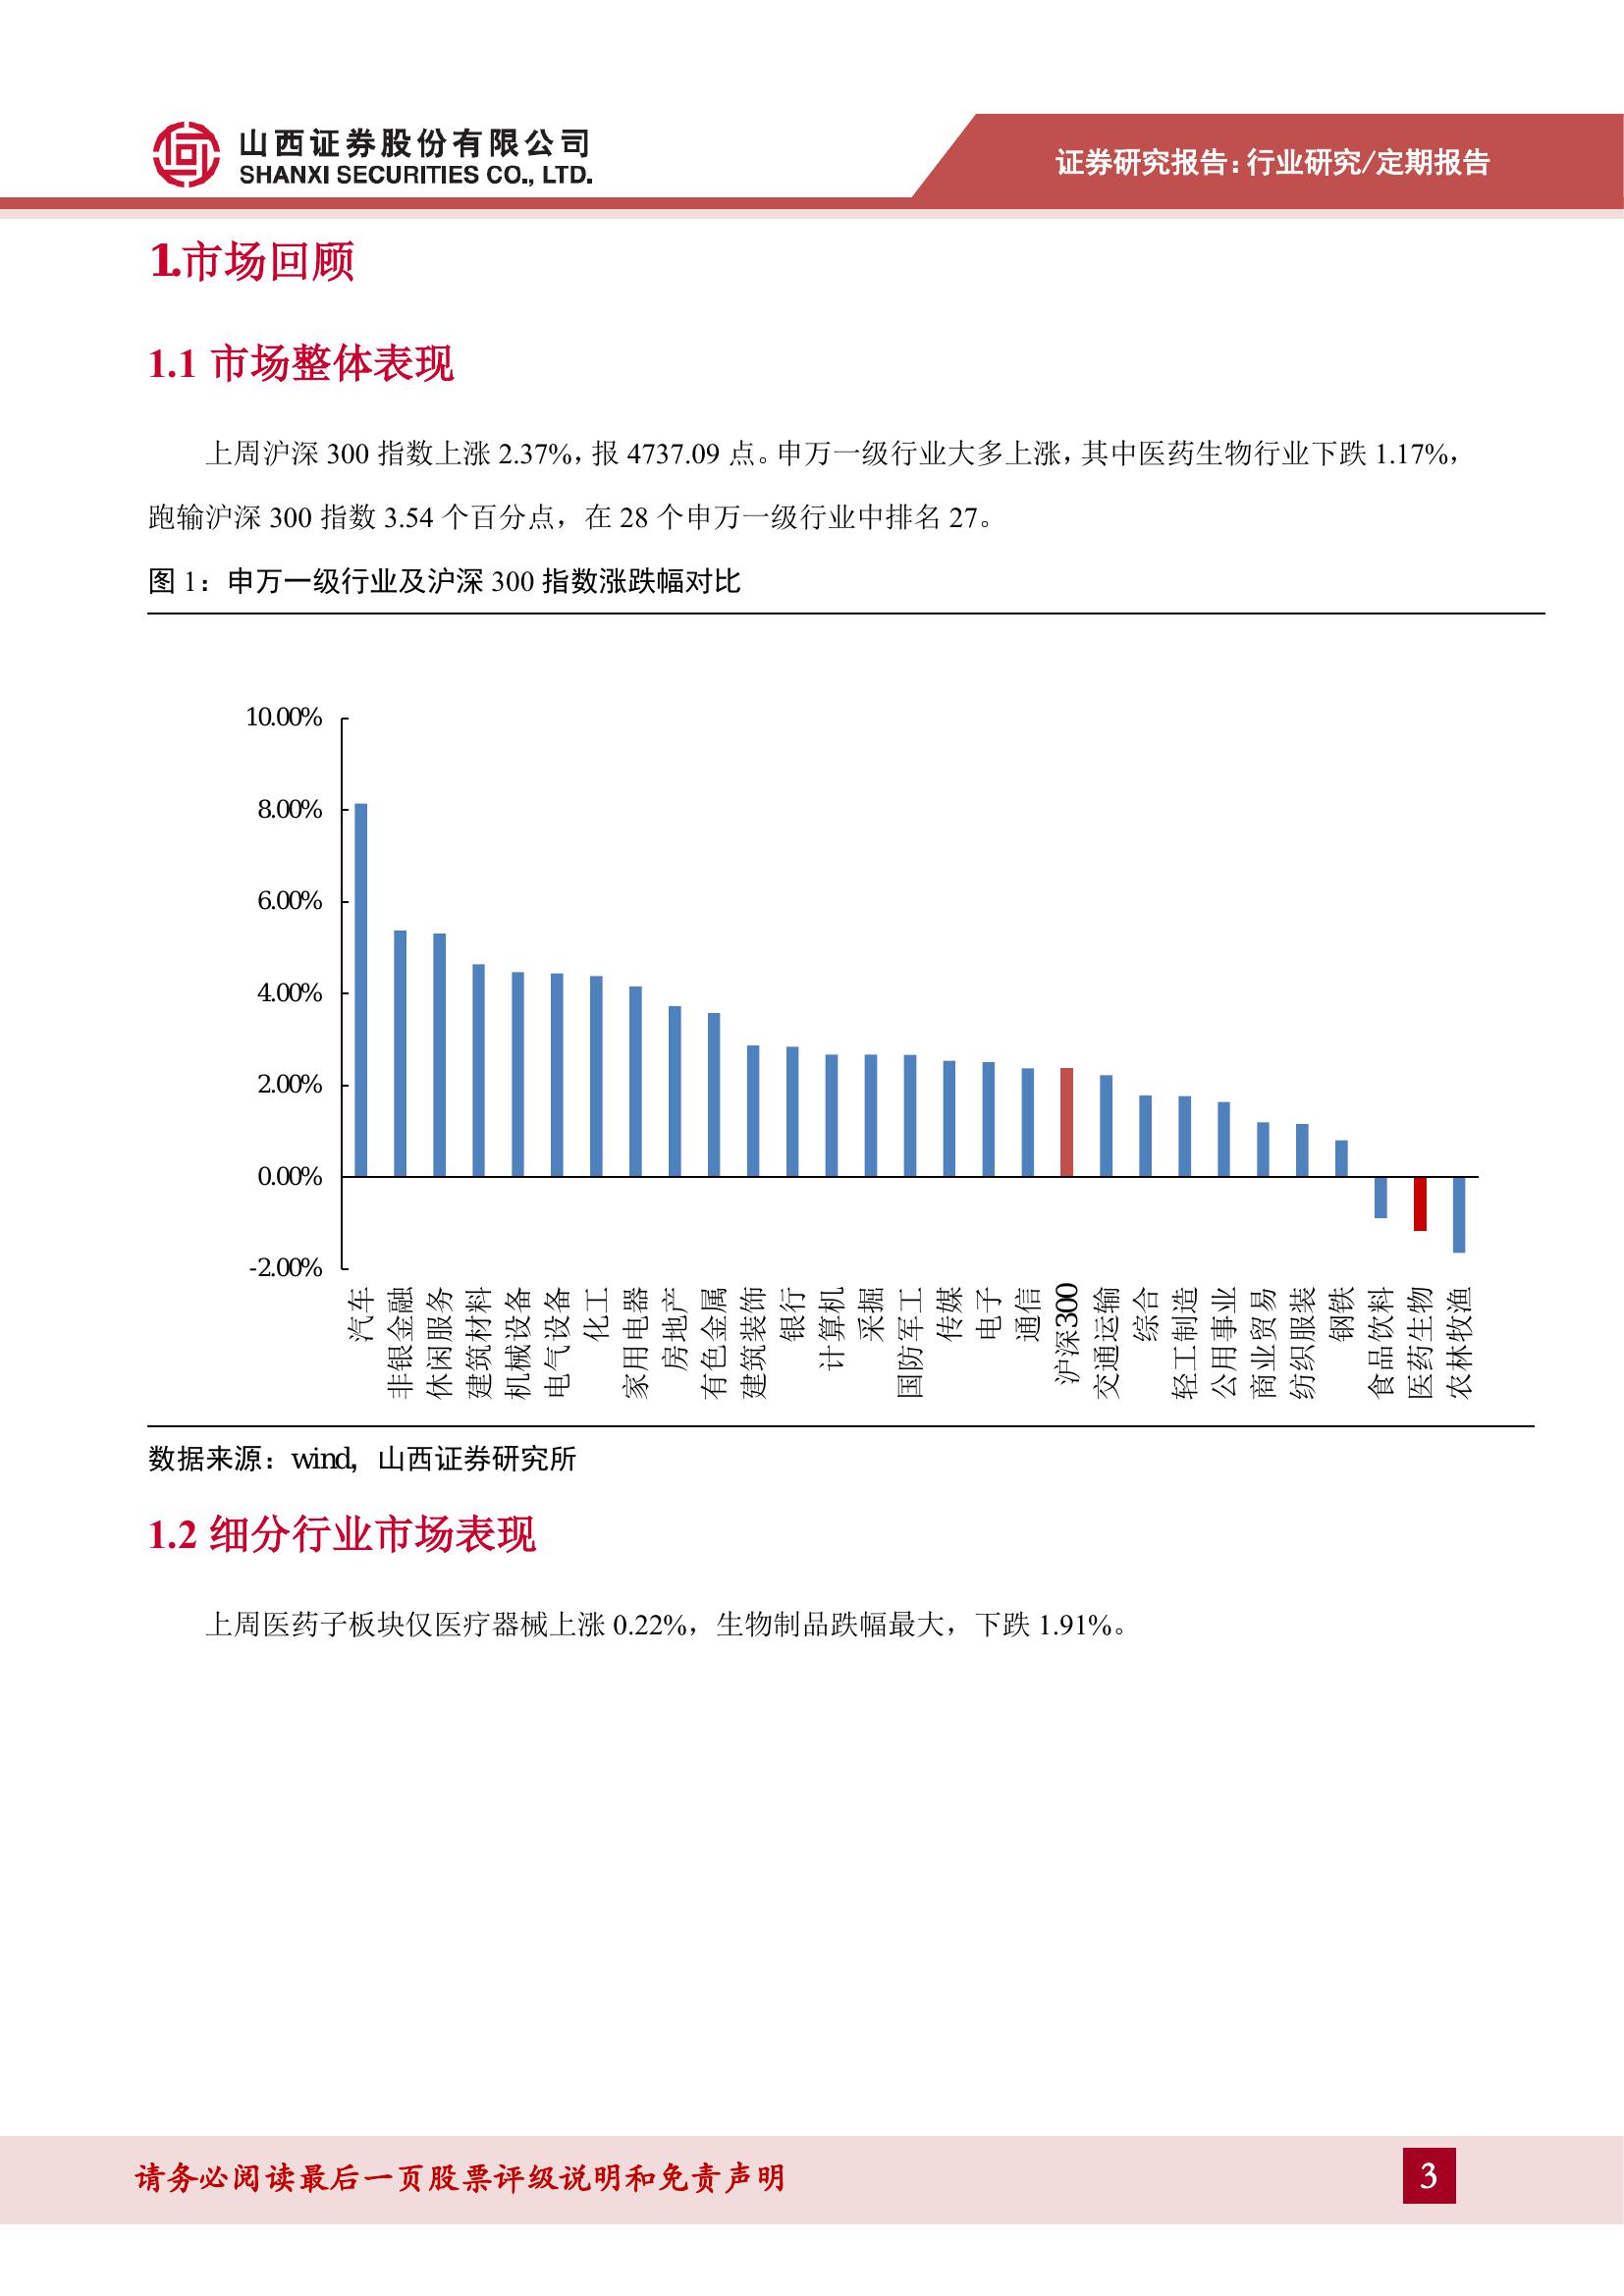 山西证券股份有限公司
SHANXI SECURITIES CO., LTD.
证券研究报告：行业研究/定期报告
1.市场回顾
1.1 市场整体表现
上周沪深 300 指数上涨 2.37%，报 4737.09 点。申万一级行业大多上涨，其中医药生物行业下跌 1.17%，
跑输沪深 300 指数 3.54 个百分点，在 28 个申万一级行业中排名 27。
图 1：申万一级行业及沪深 300 指数涨跌幅对比
10.00%
8.00%
6.00%
4.00%
2.00%
0.00%
-2.00%
汽车
非银金融
休闲服务
建筑材料
机械设备
电气设备
化工
家用电器
房地产
有色金属
建筑装饰
银行
计算机
采掘
国防军工
传媒
电子
通信
沪深300
交通运输
综合
轻工制造
公用事业
商业贸易
纺织服装
钢铁
食品饮料
医药生物
农林牧渔
数据来源：wind，山西证券研究所
1.2 细分行业市场表现
上周医药子板块仅医疗器械上涨 0.22%，生物制品跌幅最大，下跌 1.91%。
请务必阅读最后一页股票评级说明和免责声明
3